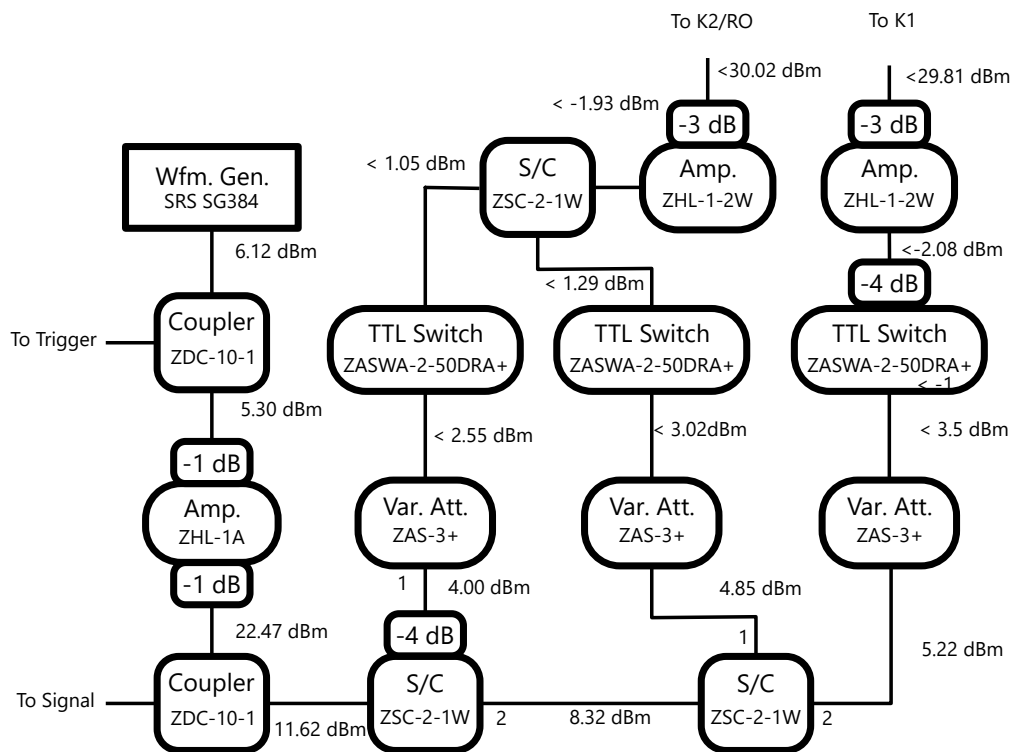 To K2/RO
To K1
<30.02 dBm
<29.81 dBm
< -1.93 dBm
-3 dB
-3 dB
Wfm. Gen.
SRS SG384
< 1.05 dBm
S/C
ZSC-2-1W
Amp.
ZHL-1-2W
Amp.
ZHL-1-2W
6.12 dBm
<-2.08 dBm
< 1.29 dBm
-4 dB
To Trigger
Coupler
ZDC-10-1
TTL Switch
ZASWA-2-50DRA+
TTL Switch
ZASWA-2-50DRA+
TTL Switch
ZASWA-2-50DRA+
< -1
5.30 dBm
< 2.55 dBm
< 3.02dBm
< 3.5 dBm
-1 dB
Amp.
ZHL-1A
-1 dB
Var. Att.
ZAS-3+
Var. Att.
ZAS-3+
Var. Att.
ZAS-3+
1
4.00 dBm
4.85 dBm
22.47 dBm
-4 dB
1
5.22 dBm
To Signal
Coupler
ZDC-10-1
11.62 dBm
S/C
ZSC-2-1W
2
8.32 dBm
S/C
ZSC-2-1W
2